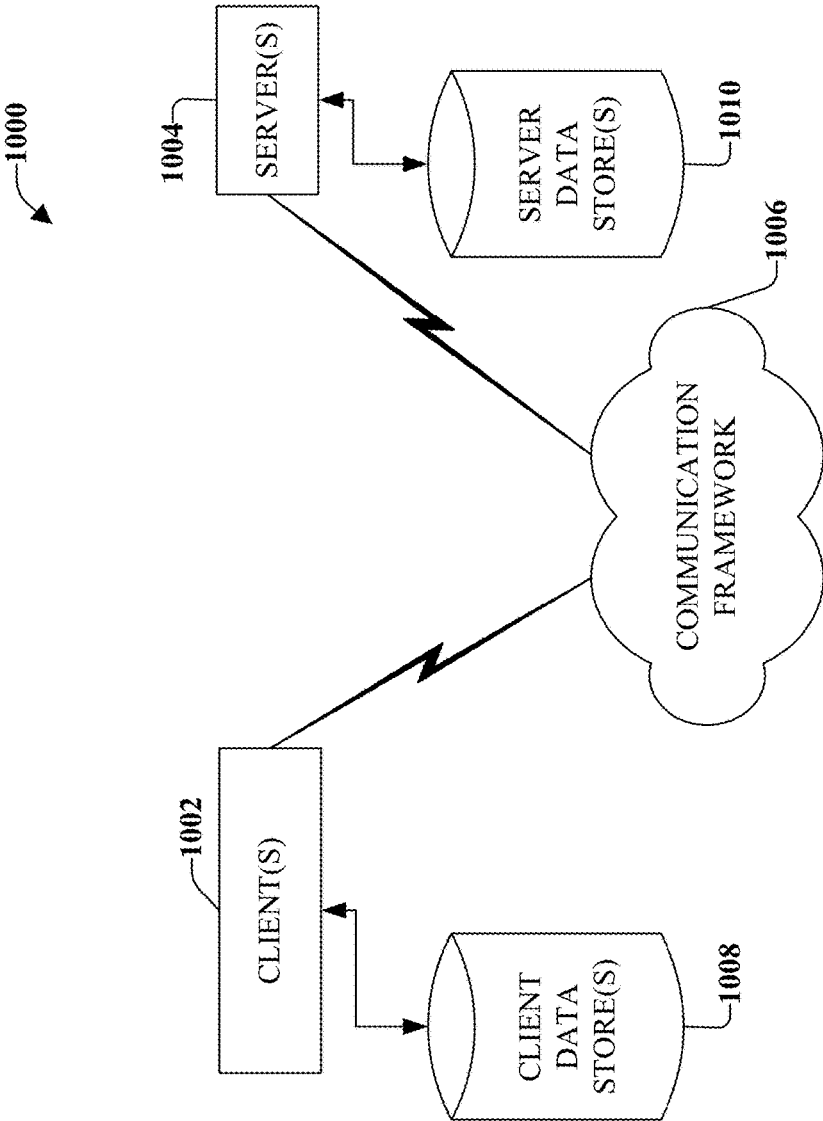 1000
1002
CLIENT(S)
1004
SERVER(S)
CLIENT
DATA
STORE(S)
1008
SERVER
DATA
STORE(S)
1010
COMMUNICATION
FRAMEWORK
1006